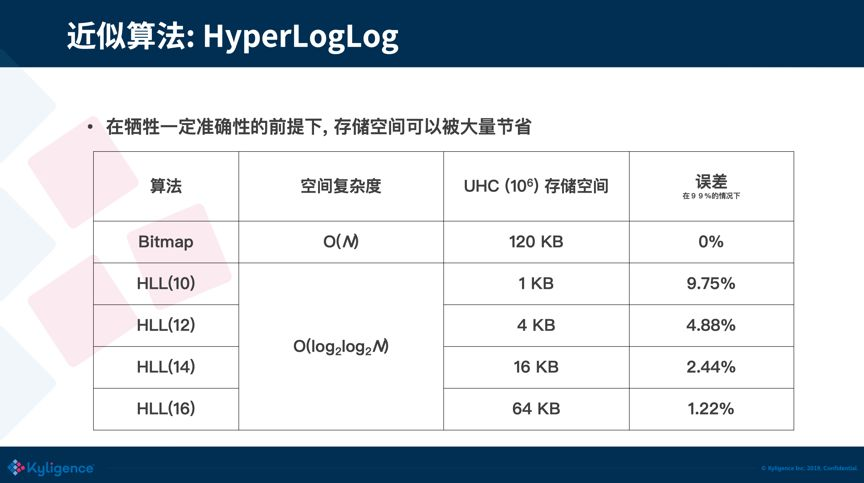 近似算法: HyperLogLog
• 在牺牲一定准确性的前提下, 存储空间可以被大量节省
算法 空间复杂度 UHC (10⁶) 存储空间 误差
在99%的情况下
Bitmap O(N) 120 KB 0%
HLL(10) O(log₂log₂N) 1 KB 9.75%
HLL(12) 4 KB 4.88%
HLL(14) 16 KB 2.44%
HLL(16) 64 KB 1.22%
Kyligence
© Kyligence Inc. 2019, Confidential.